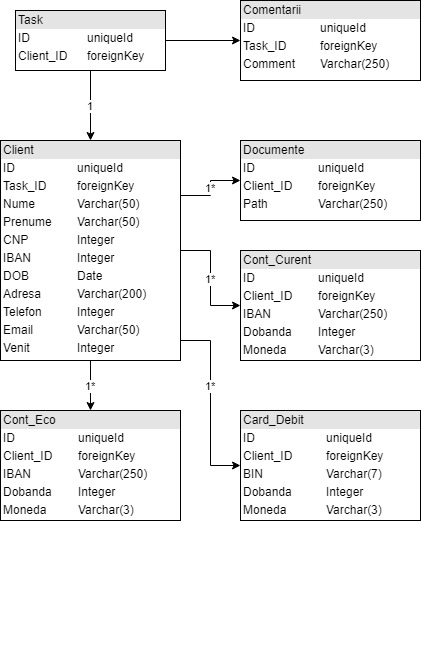 Task
ID uniqueId
Client_ID foreignKey
Comentarii
ID uniqueId
Task_ID foreignKey
Comment Varchar(250)
1
Client
ID uniqueId
Task_ID foreignKey
Nume Varchar(50)
Prenume Varchar(50)
CNP Integer
IBAN Integer
DOB Date
Adresa Varchar(200)
Telefon Integer
Email Varchar(50)
Venit Integer
1*
Documente
ID uniqueId
Client_ID foreignKey
Path Varchar(250)
1*
Cont_Curent
ID uniqueId
Client_ID foreignKey
IBAN Varchar(250)
Dobanda Integer
Moneda Varchar(3)
1*
Cont_Eco
ID uniqueId
Client_ID foreignKey
IBAN Varchar(250)
Dobanda Integer
Moneda Varchar(3)
1*
Card_Debit
ID uniqueId
Client_ID foreignKey
BIN Varchar(7)
Dobanda Integer
Moneda Varchar(3)